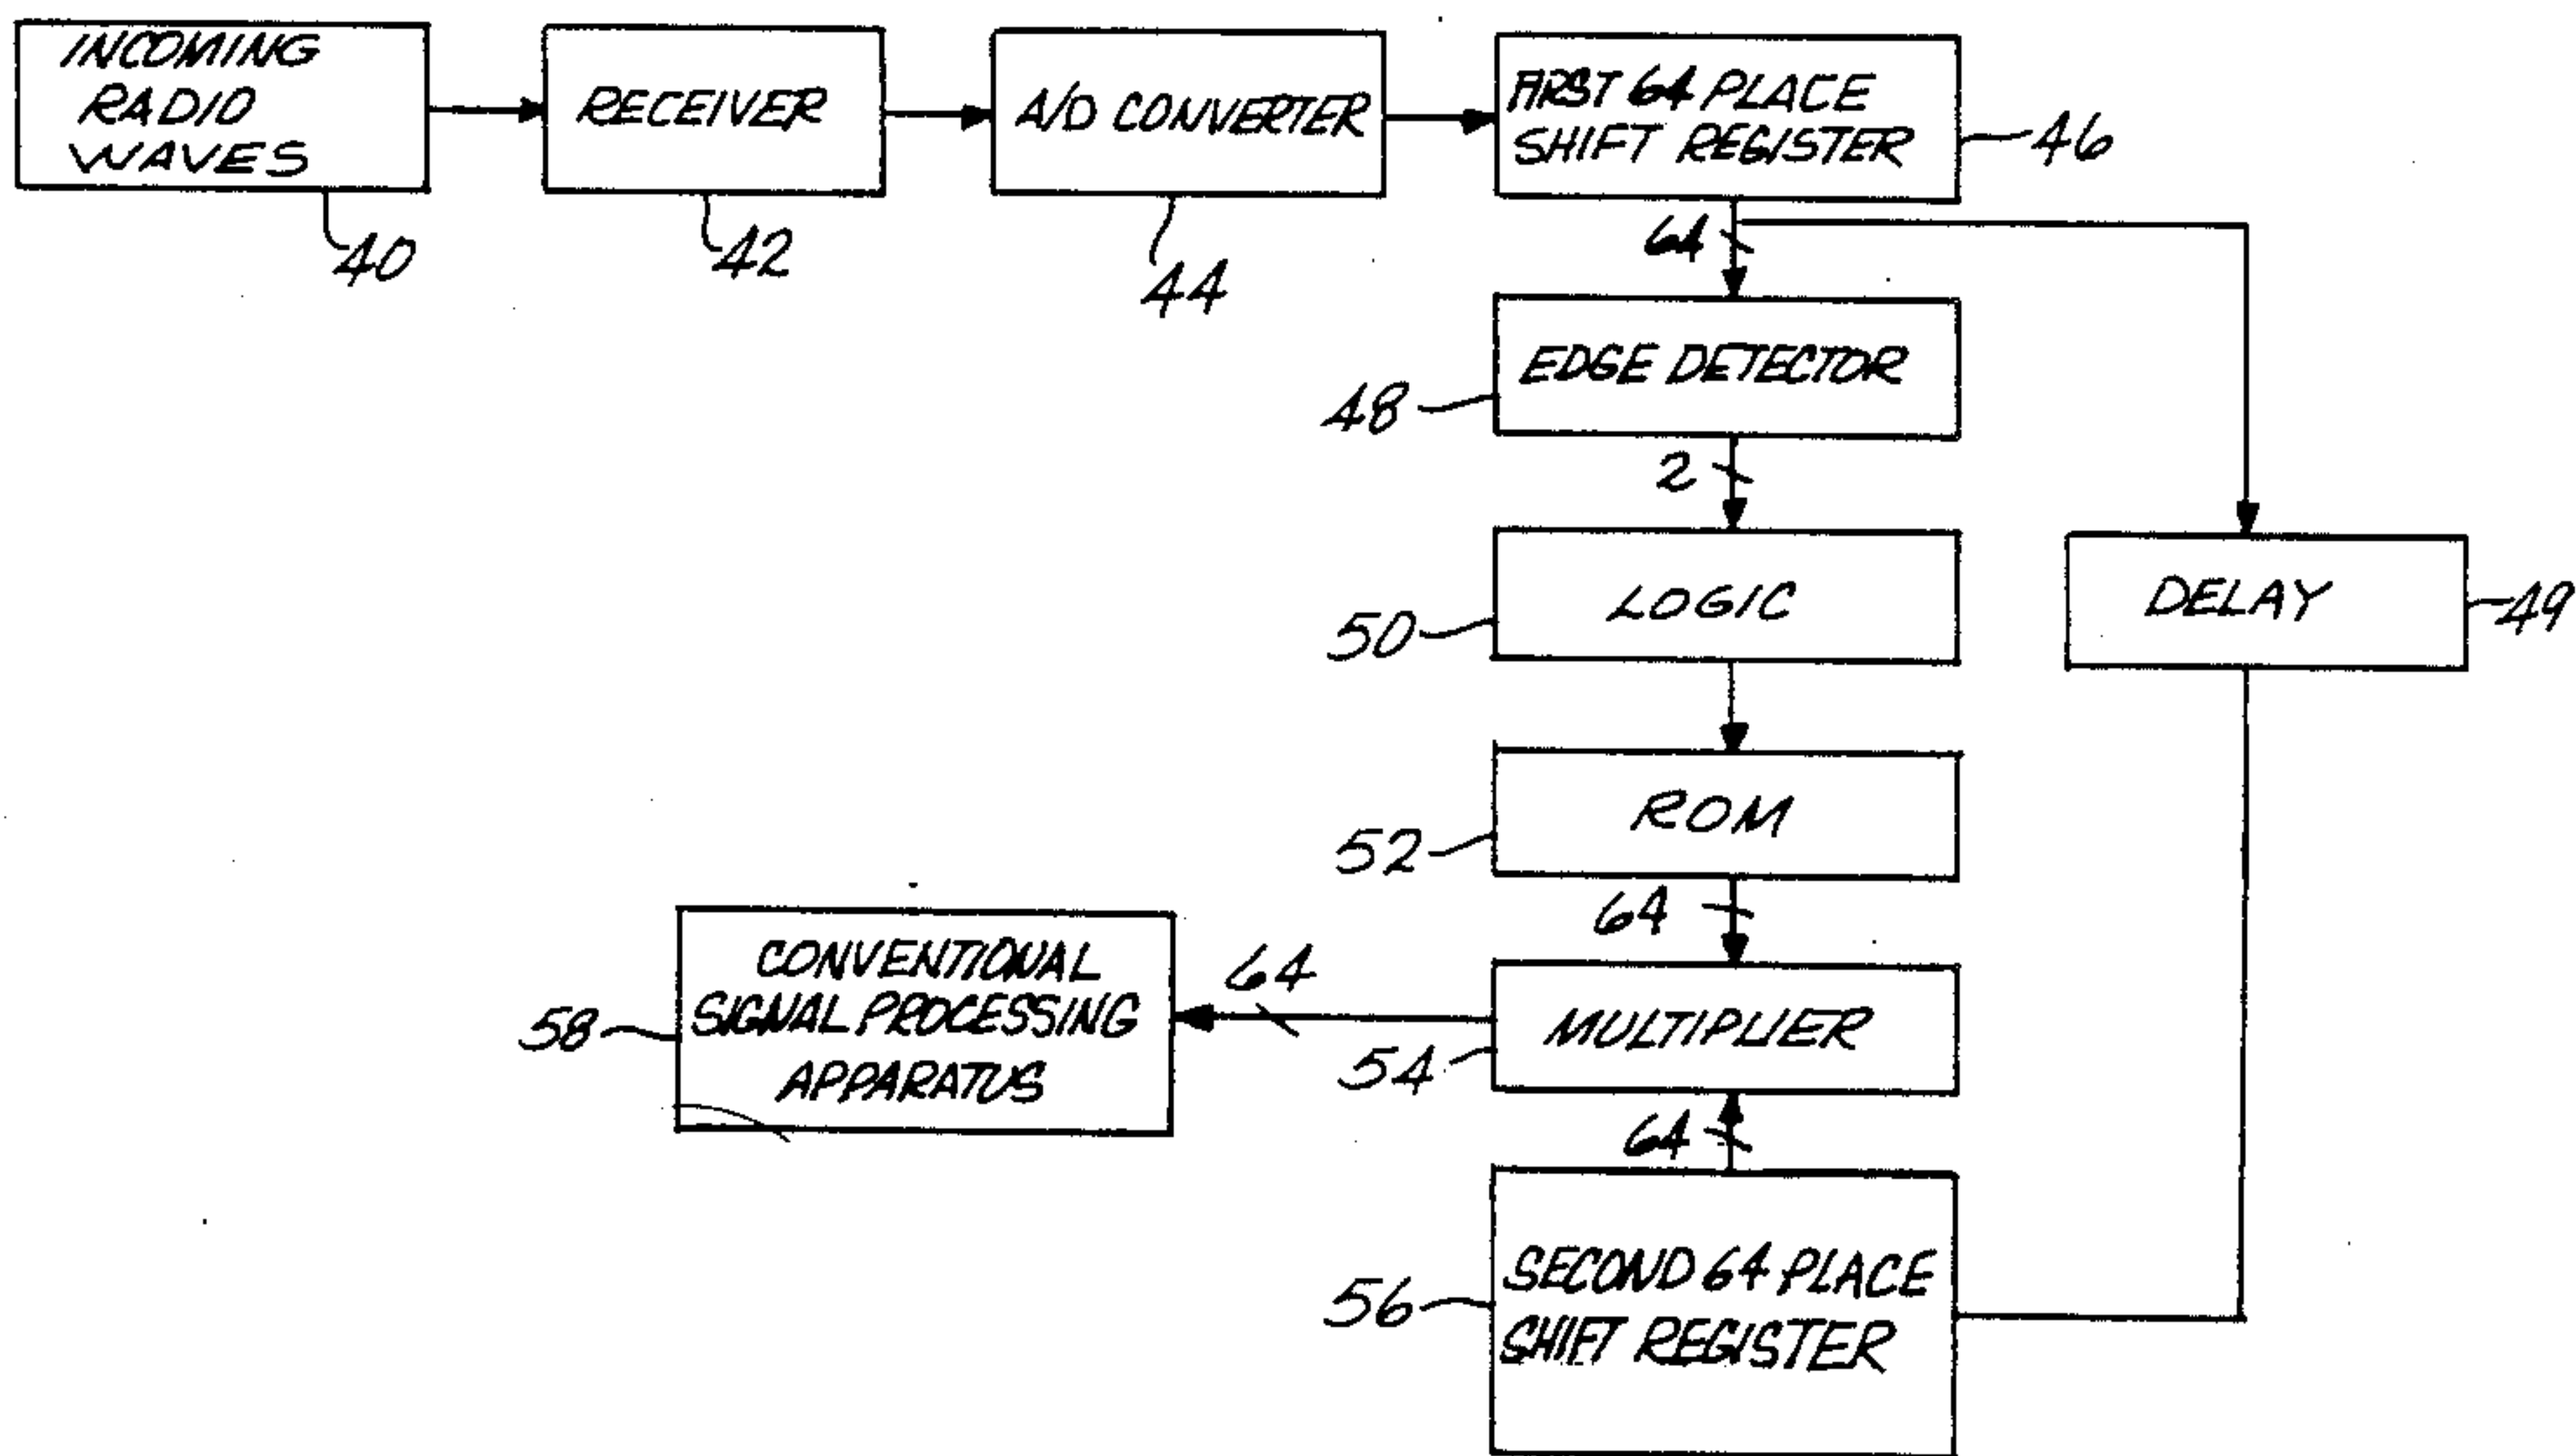 INCOMING
RADIO
WAVES
40
RECEIVER
42
A/D CONVERTER
44
FIRST 64 PLACE
SHIFT REGISTER
46
64
EDGE DETECTOR
48
2
LOGIC
50
DELAY
49
ROM
52
64
MULTIPLIER
54
64
CONVENTIONAL
SIGNAL PROCESSING
APPARATUS
58
64
SECOND 64 PLACE
SHIFT REGISTER
56